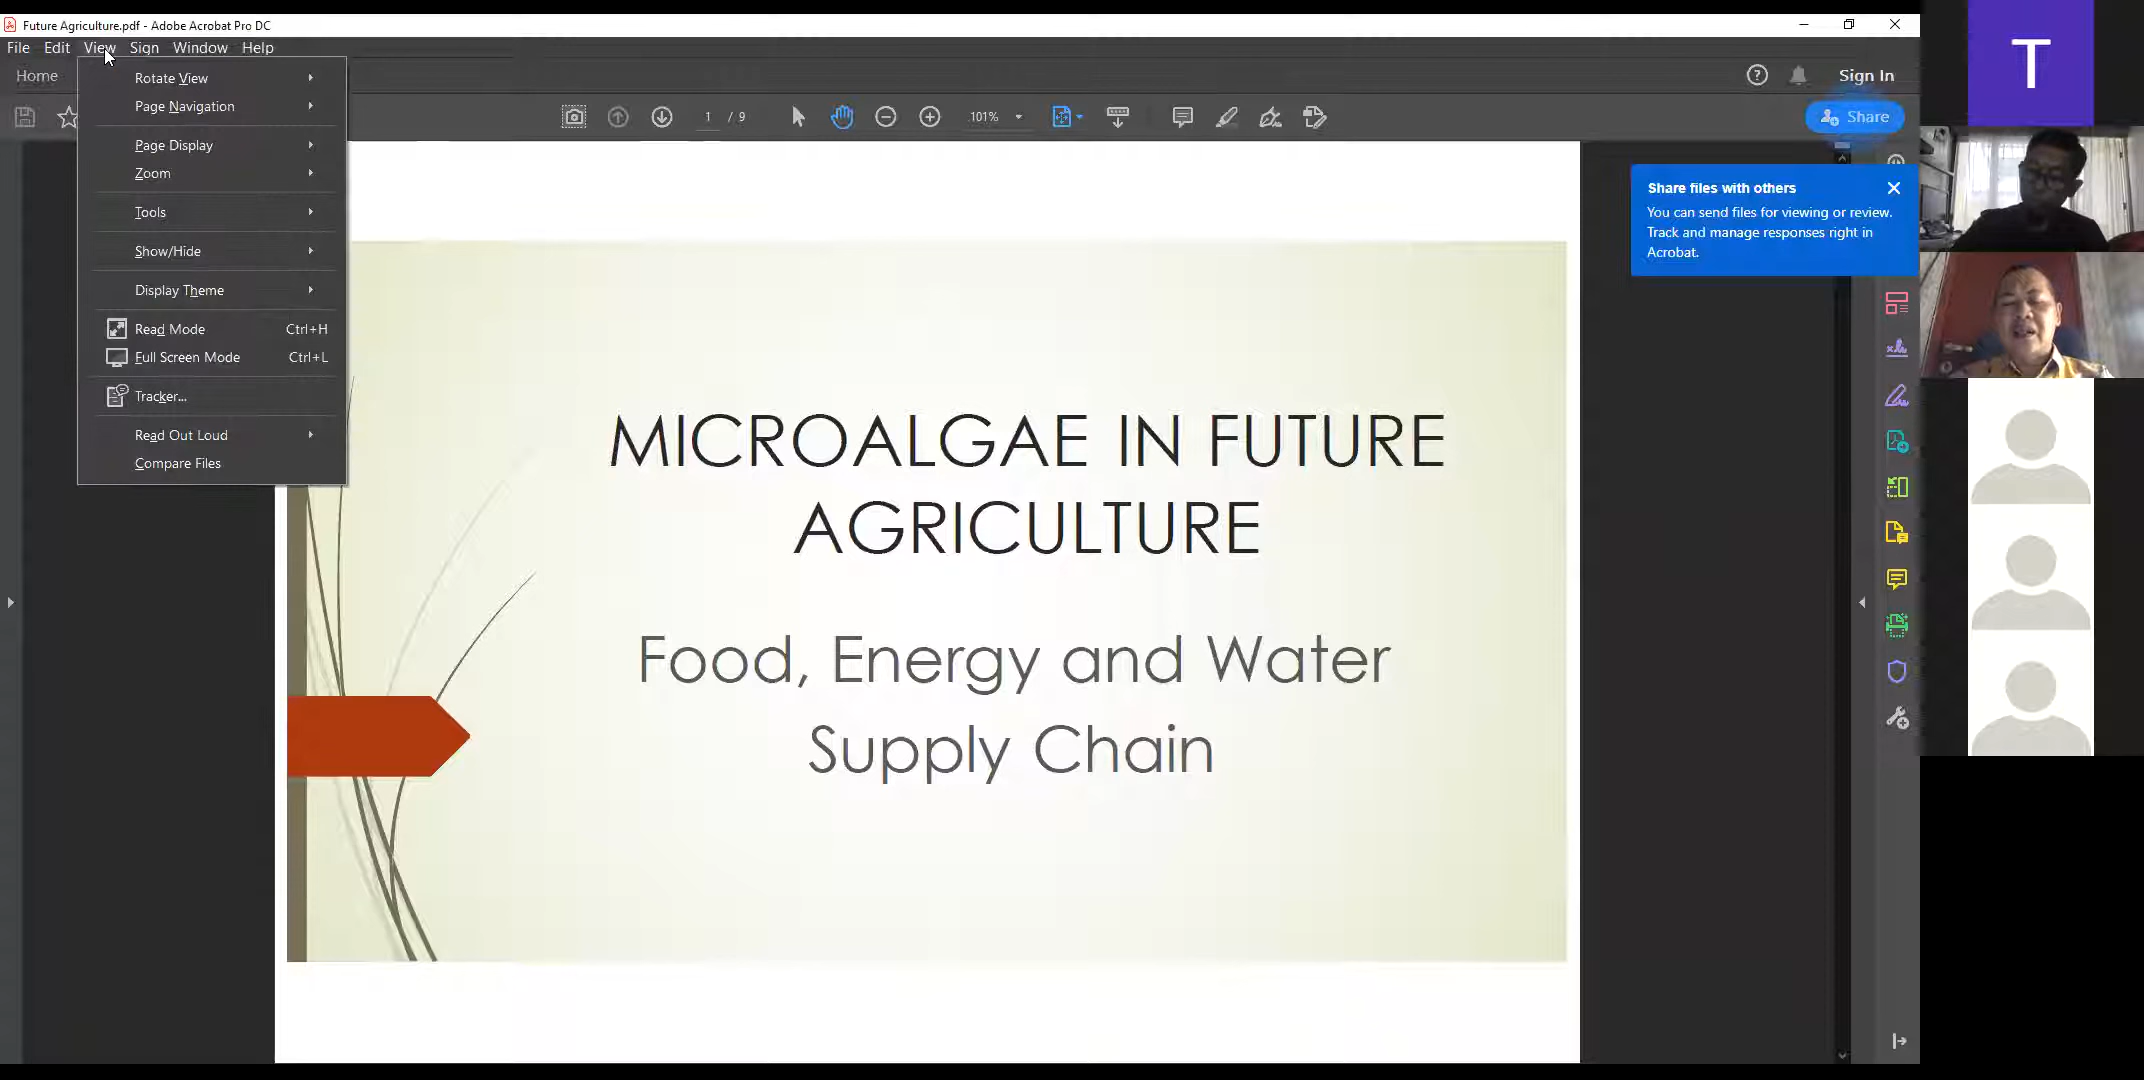 Future Agriculture.pdf - Adobe Acrobat Pro DC
File Edit View Sign Window Help
Home
Sign In
1 / 9
101%
Share
Rotate View
Page Navigation
Page Display
Zoom
Tools
Show/Hide
Display Theme
Read Mode Ctrl+H
Full Screen Mode Ctrl+L
Tracker...
Read Out Loud
Compare Files
Share files with others
You can send files for viewing or review.
Track and manage responses right in
Acrobat.
MICROALGAE IN FUTURE
AGRICULTURE
Food, Energy and Water
Supply Chain
T